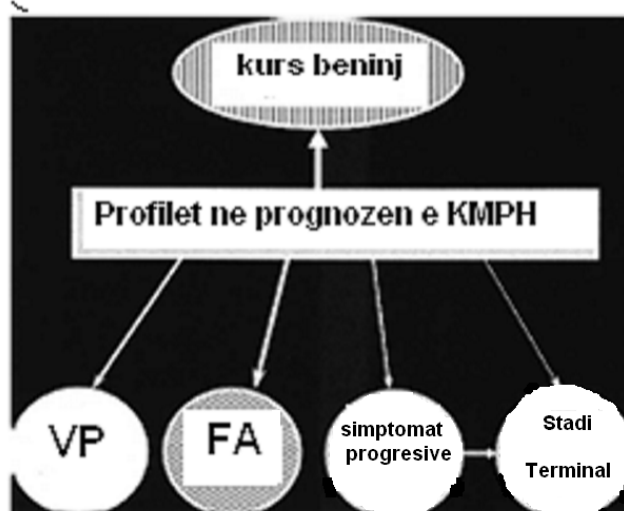 kurs beninj
Profilet ne prognozen e KMPH
VP
FA
simptomat
progresive
Stadi
Terminal